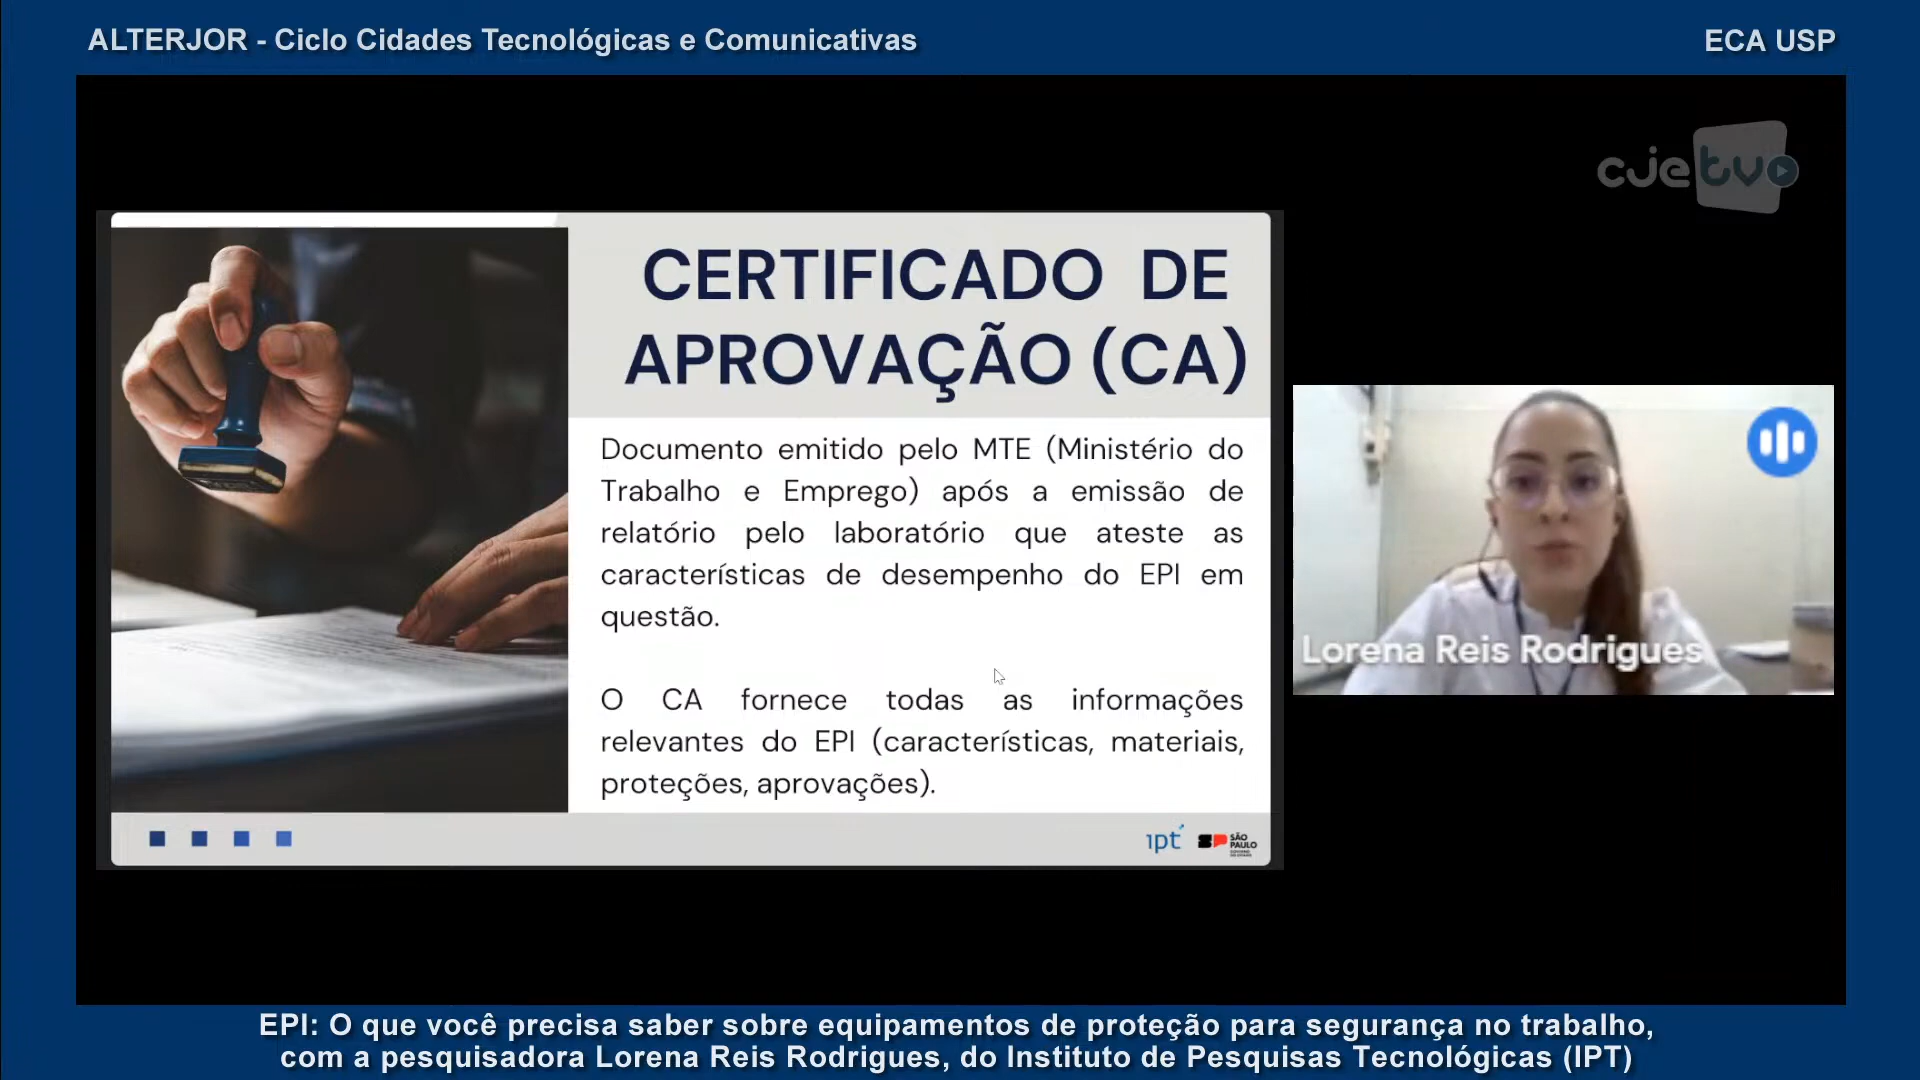 ALTERJOR - Ciclo Cidades Tecnológicas e Comunicativas
ECA USP
cje tv
CERTIFICADO DE
APROVAÇÃO (CA)
Documento emitido pelo MTE (Ministério do
Trabalho e Emprego) após a emissão de
relatório pelo laboratório que ateste as
características de desempenho do EPI em
questão.
O CA fornece todas as informações
relevantes do EPI (características, materiais,
proteções, aprovações).
ipt
SP
SÃO
PAULO
Lorena Reis Rodrigues
EPI: O que você precisa saber sobre equipamentos de proteção para segurança no trabalho,
com a pesquisadora Lorena Reis Rodrigues, do Instituto de Pesquisas Tecnológicas (IPT)